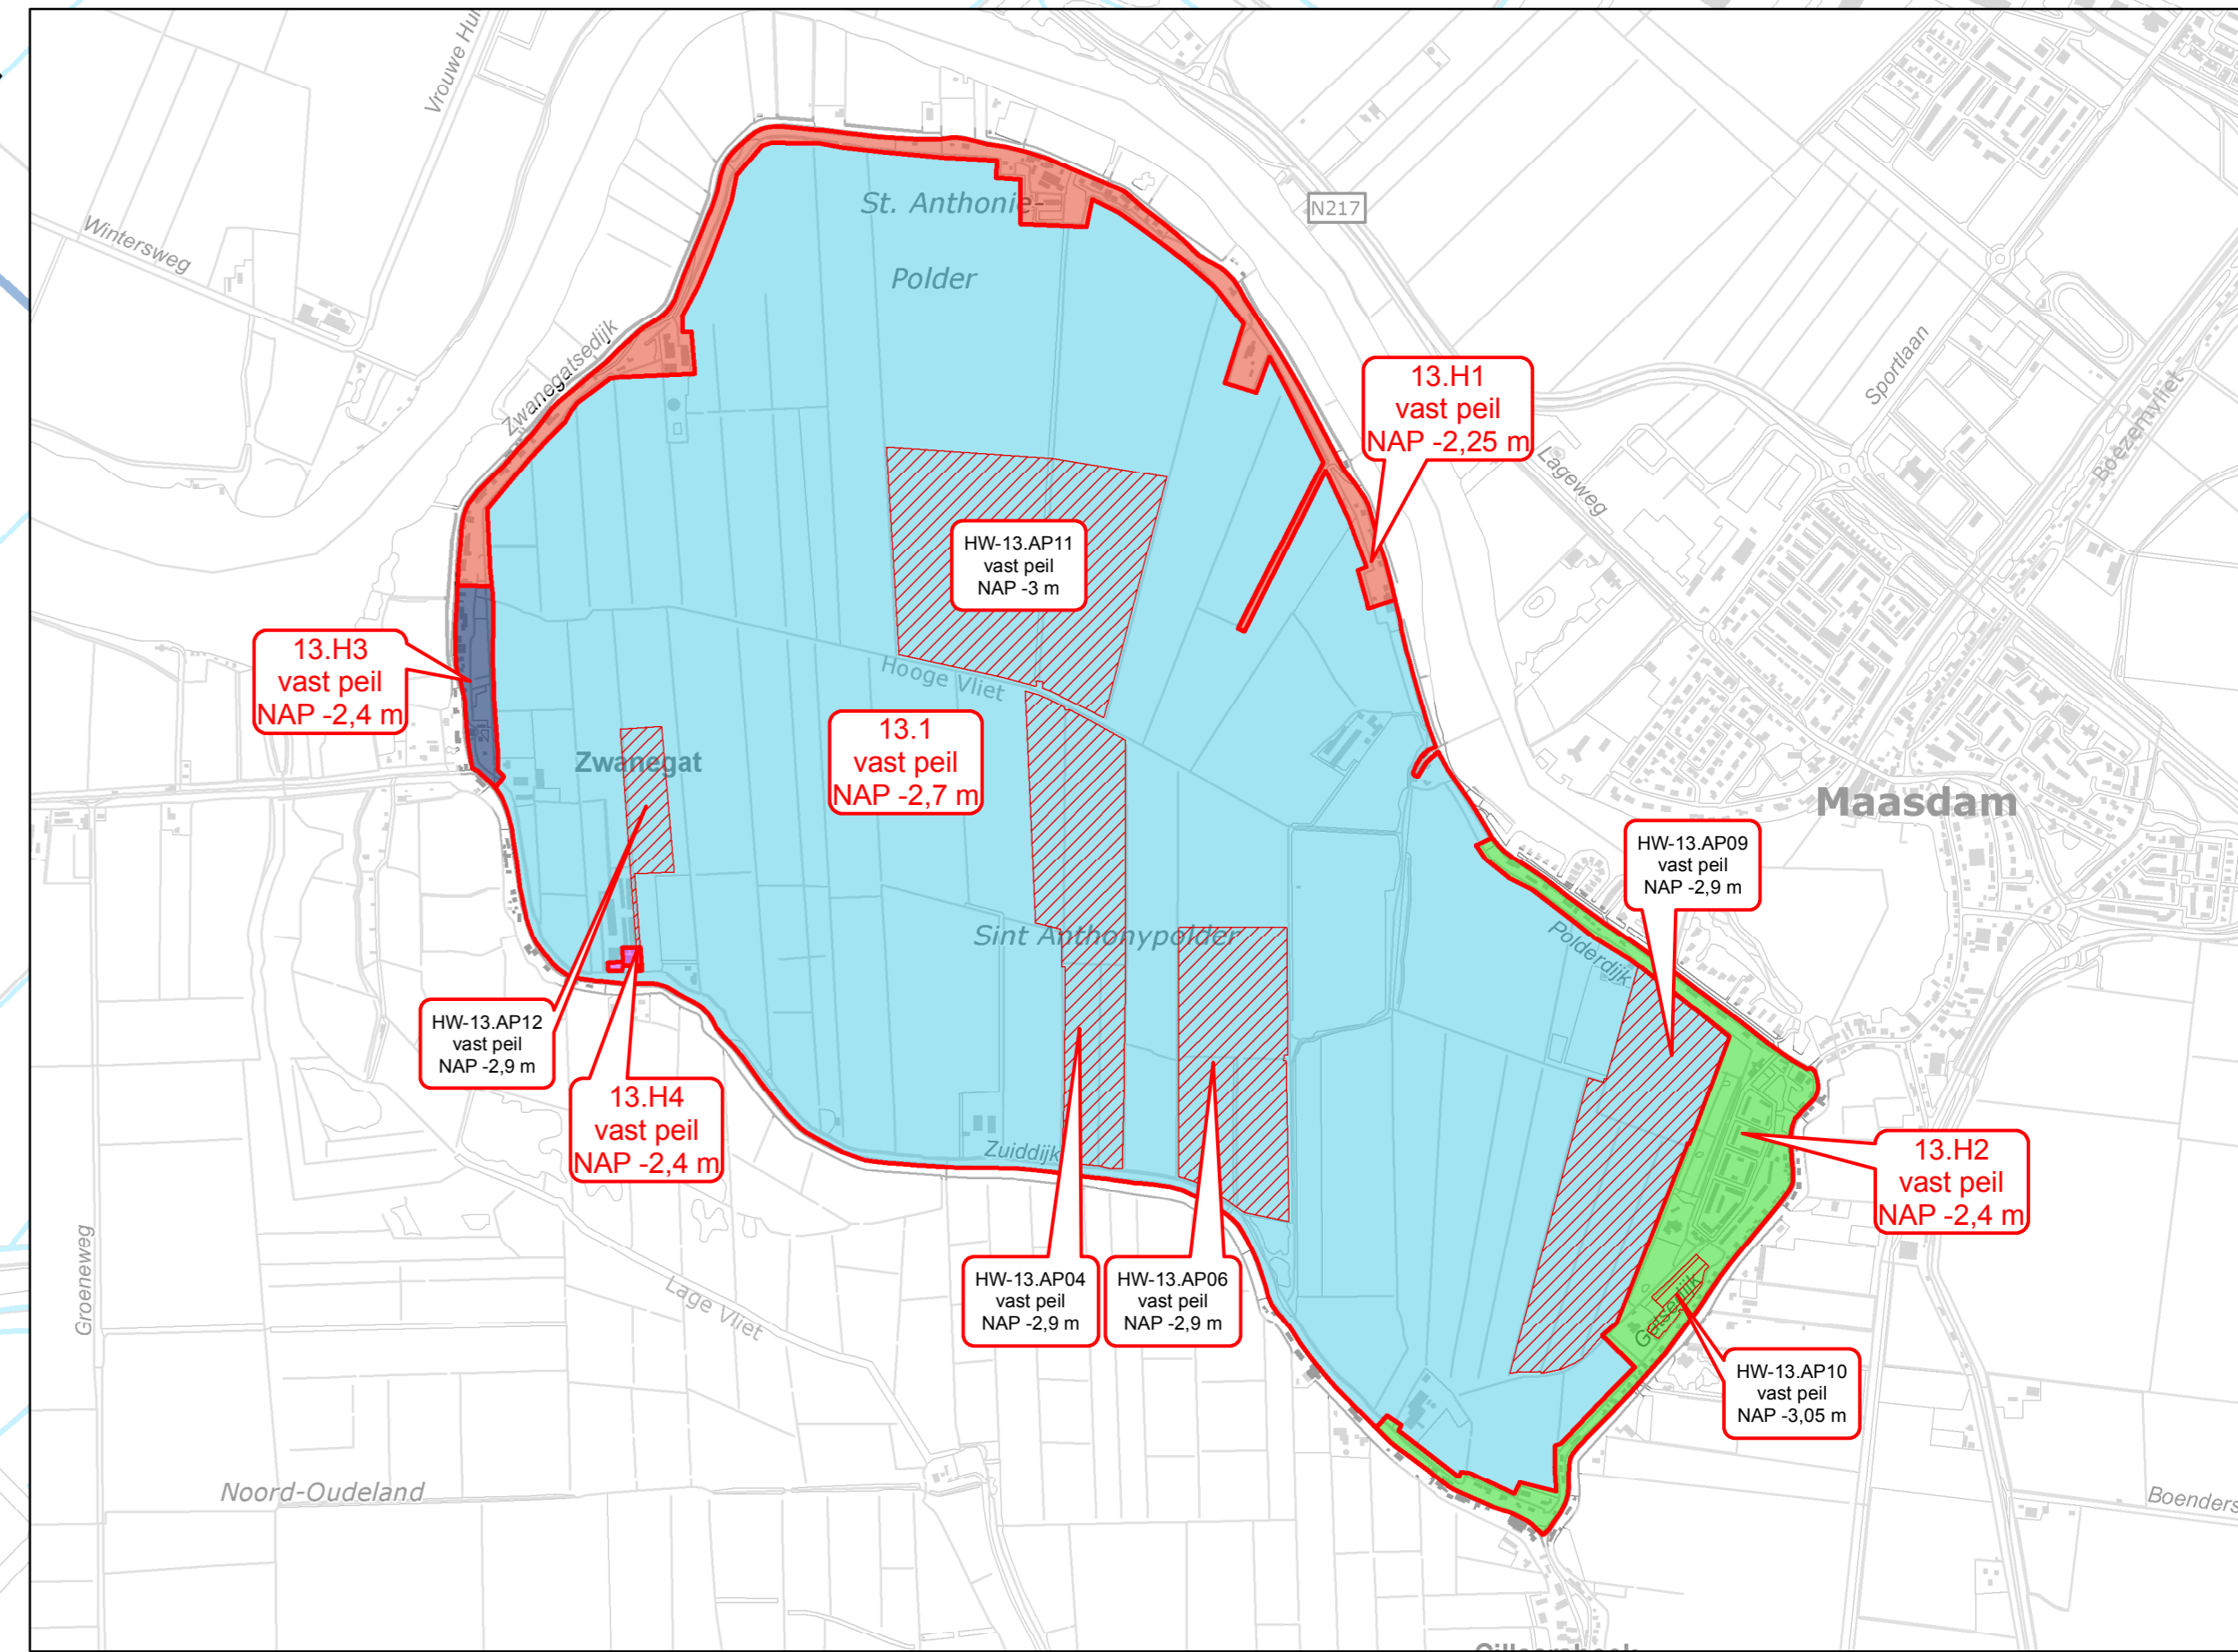 Vrouwe Hui
Wintersweg
Zwanegatsedijk
St. Anthonie-
Polder
N217
Sportlaan
Boezemvliet
Lageweg
13.H1
vast peil
NAP -2,25 m
HW-13.AP11
vast peil
NAP -3 m
Hooge Vliet
13.H3
vast peil
NAP -2,4 m
13.1
vast peil
NAP -2,7 m
Zwanegat
Maasdam
HW-13.AP09
vast peil
NAP -2,9 m
Sint Anthonypolder
Polderdijk
HW-13.AP12
vast peil
NAP -2,9 m
13.H4
vast peil
NAP -2,4 m
Zuiddijk
13.H2
vast peil
NAP -2,4 m
HW-13.AP04
vast peil
NAP -2,9 m
HW-13.AP06
vast peil
NAP -2,9 m
Groeneweg
Lage Vliet
Gatsedijk
HW-13.AP10
vast peil
NAP -3,05 m
Noord-Oudeland
Boenders